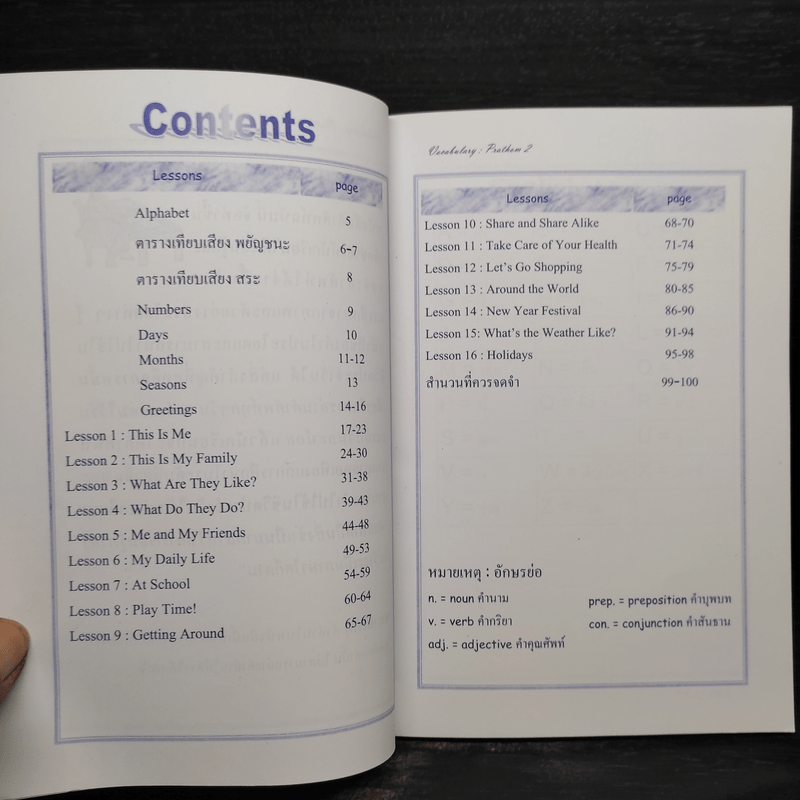 Contents
Lessons page
Alphabet 5
ตารางเทียบเสียง พยัญชนะ 6-7
ตารางเทียบเสียง สระ 8
Numbers 9
Days 10
Months 11-12
Seasons 13
Greetings 14-16
Lesson 1 : This Is Me 17-23
Lesson 2 : This Is My Family 24-30
Lesson 3 : What Are They Like? 31-38
Lesson 4 : What Do They Do? 39-43
Lesson 5 : Me and My Friends 44-48
Lesson 6 : My Daily Life 49-53
Lesson 7 : At School 54-59
Lesson 8 : Play Time! 60-64
Lesson 9 : Getting Around 65-67
Vocabulary : Prathom 2
Lessons page
Lesson 10 : Share and Share Alike 68-70
Lesson 11 : Take Care of Your Health 71-74
Lesson 12 : Let's Go Shopping 75-79
Lesson 13 : Around the World 80-85
Lesson 14 : New Year Festival 86-90
Lesson 15: What's the Weather Like? 91-94
Lesson 16 : Holidays 95-98
สำนวนที่ควรจดจำ 99-100
หมายเหตุ : อักษรย่อ
n. = noun คำนาม prep. = preposition คำบุพบท
v. = verb คำกริยา con. = conjunction คำสันธาน
adj. = adjective คำคุณศัพท์